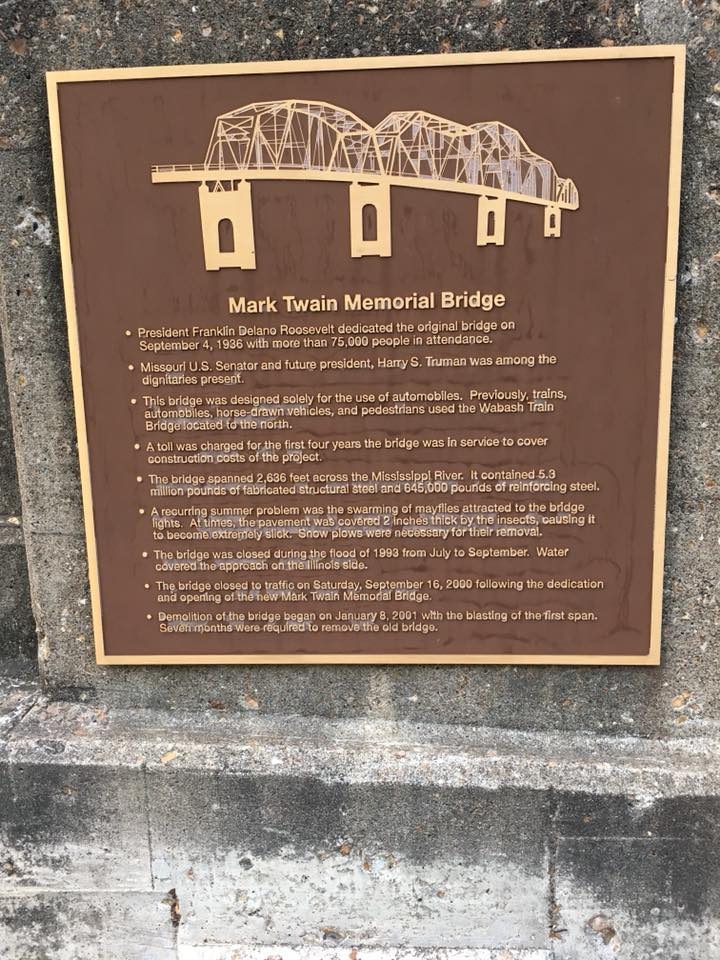 Mark Twain Memorial Bridge
• President Franklin Delano Roosevelt dedicated the original bridge on
September 4, 1936 with more than 75,000 people in attendance.
• Missouri U.S. Senator and future president, Harry S. Truman was among the
dignitaries present.
• This bridge was designed solely for the use of automobiles. Previously, trains,
automobiles, horse-drawn vehicles, and pedestrians used the Wabash Train
Bridge located to the north.
• A toll was charged for the first four years the bridge was in service to cover
construction costs of the project.
• The bridge spanned 2,636 feet across the Mississippi River. It contained 5.3
million pounds of fabricated structural steel and 645,000 pounds of reinforcing steel.
• A recurring summer problem was the swarming of mayflies attracted to the bridge
lights. At times, the pavement was covered 2 inches thick by the insects, causing it
to become extremely slick. Snow plows were necessary for their removal.
• The bridge was closed during the flood of 1993 from July to September. Water
covered the approach on the Illinois side.
• The bridge closed to traffic on Saturday, September 16, 2000 following the dedication
and opening of the new Mark Twain Memorial Bridge.
• Demolition of the bridge began on January 8, 2001 with the blasting of the first span.
Seven months were required to remove the old bridge.